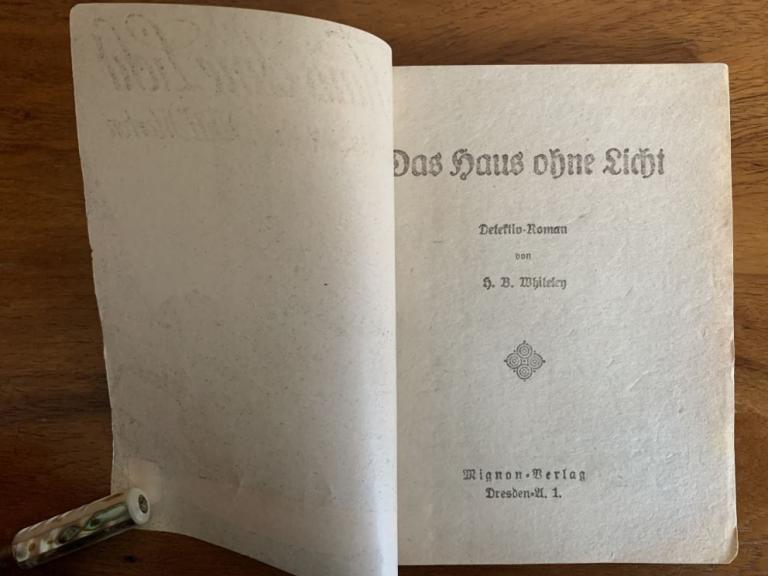 Das Haus ohne Licht
Detektiv-Roman
von
H. B. Whiteley
Mignon-Verlag
Dresden-A. 1.